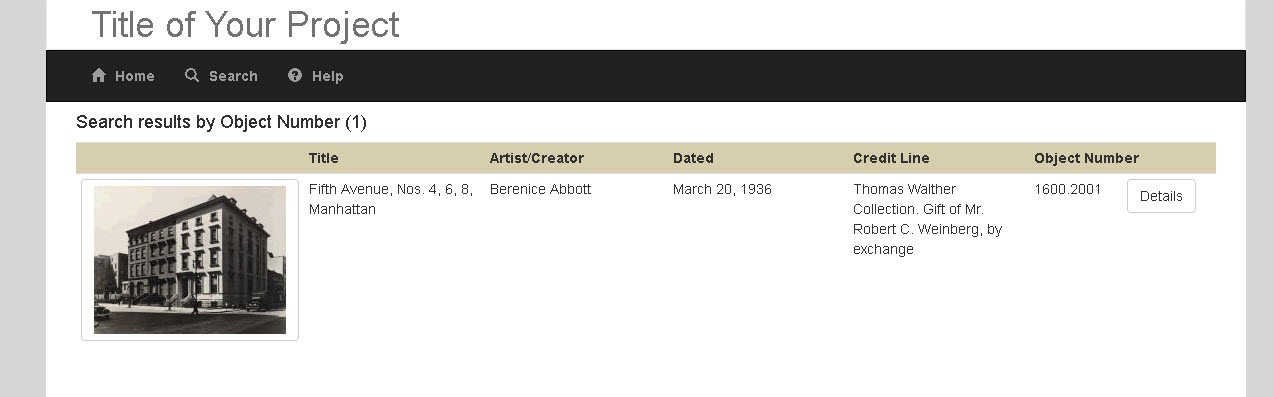 Title of Your Project
Home Search Help
Search results by Object Number (1)
Title Artist/Creator Dated Credit Line Object Number
Fifth Avenue, Nos. 4, 6, 8, Berenice Abbott March 20, 1936 Thomas Walther 1600.2001 Details
Manhattan Collection. Gift of Mr.
Robert C. Weinberg, by
exchange